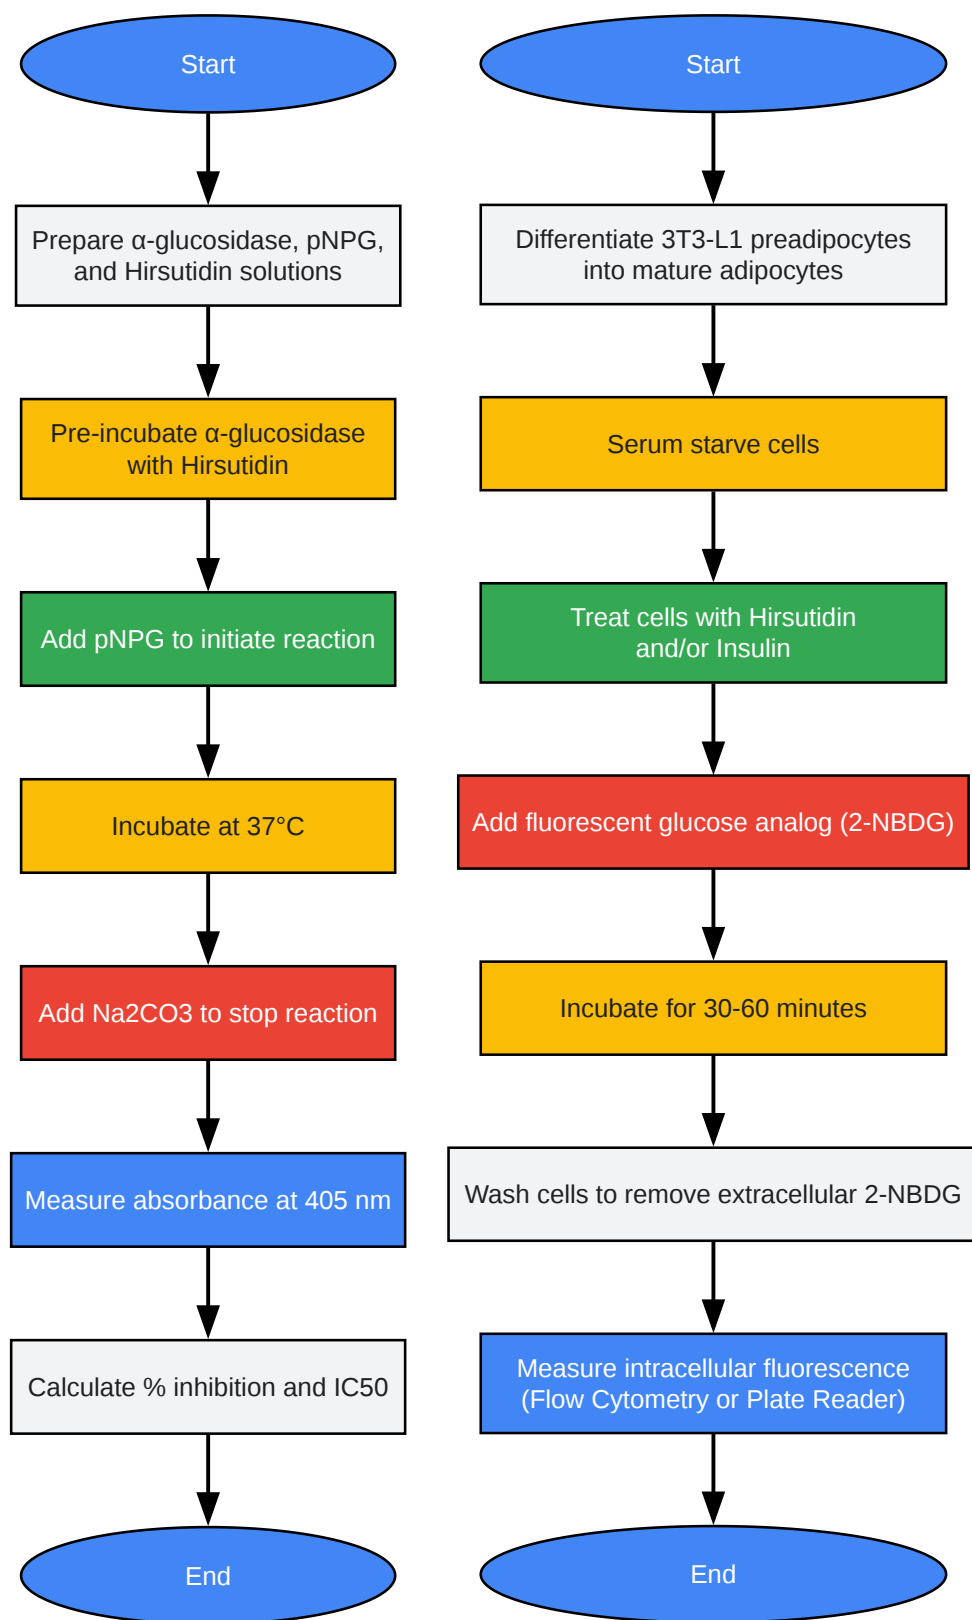 Start
Prepare α-glucosidase, pNPG,
and Hirsutidin solutions
Pre-incubate α-glucosidase
with Hirsutidin
Add pNPG to initiate reaction
Incubate at 37°C
Add Na2CO3 to stop reaction
Measure absorbance at 405 nm
Calculate % inhibition and IC50
End
Start
Differentiate 3T3-L1 preadipocytes
into mature adipocytes
Serum starve cells
Treat cells with Hirsutidin
and/or Insulin
Add fluorescent glucose analog (2-NBDG)
Incubate for 30-60 minutes
Wash cells to remove extracellular 2-NBDG
Measure intracellular fluorescence
(Flow Cytometry or Plate Reader)
End